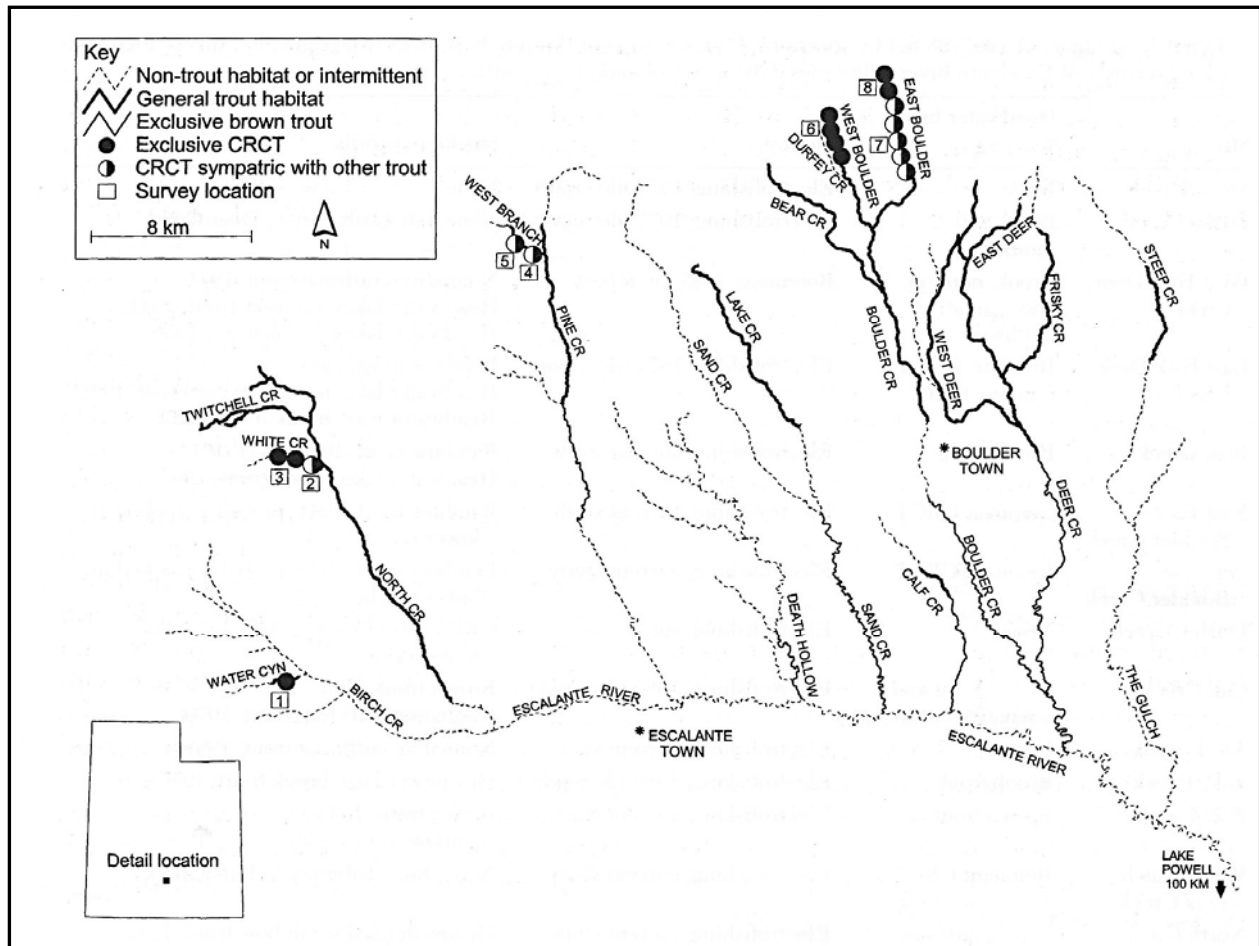 Key
Non-trout habitat or intermittent
General trout habitat
Exclusive brown trout
Exclusive CRCT
CRCT sympatric with other trout
Survey location
8 km
N
8
EAST BOULDER
WEST BOULDER
6
7
DURFEY CR
WEST BRANCH
BEAR CR
EAST DEER
STEEP CR
5
4
LAKE CR
FRISKY CR
PINE CR
SAND CR
BOULDER CR
WEST DEER
TWITCHELL CR
WHITE CR
3
2
BOULDER TOWN
DEER CR
NORTH CR
BOULDER CR
CALF CR
DEATH HOLLOW
SAND CR
WATER CYN
1
BIRCH CR
ESCALANTE RIVER
THE GULCH
ESCALANTE TOWN
ESCALANTE RIVER
Detail location
LAKE
POWELL
100 KM